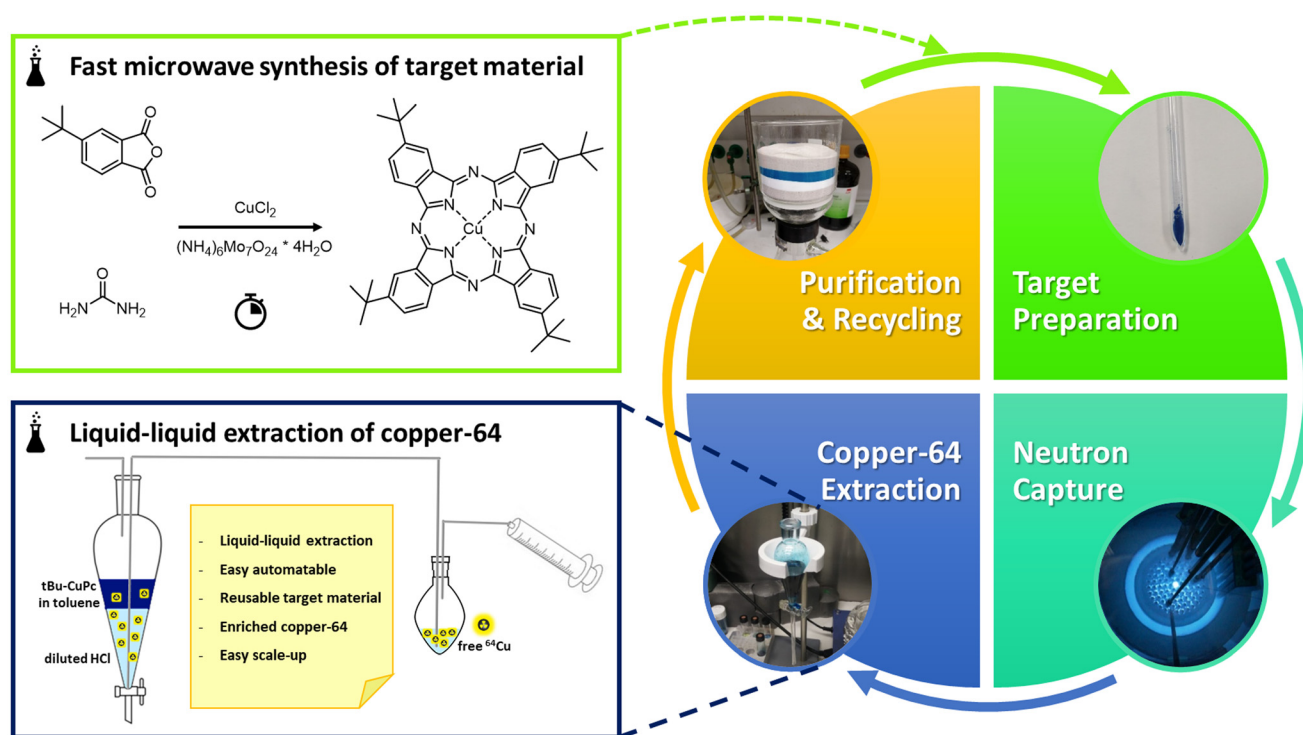 Fast microwave synthesis of target material
O
O
O
CuCl2
(NH4)6Mo7O24 * 4H2O
O
H2N NH2
N
N N
N Cu N
N N
N
Liquid-liquid extraction of copper-64
tBu-CuPc
in toluene
diluted HCl
- Liquid-liquid extraction
- Easy automatable
- Reusable target material
- Enriched copper-64
- Easy scale-up
free 64Cu
Purification
& Recycling
Target
Preparation
Copper-64
Extraction
Neutron
Capture